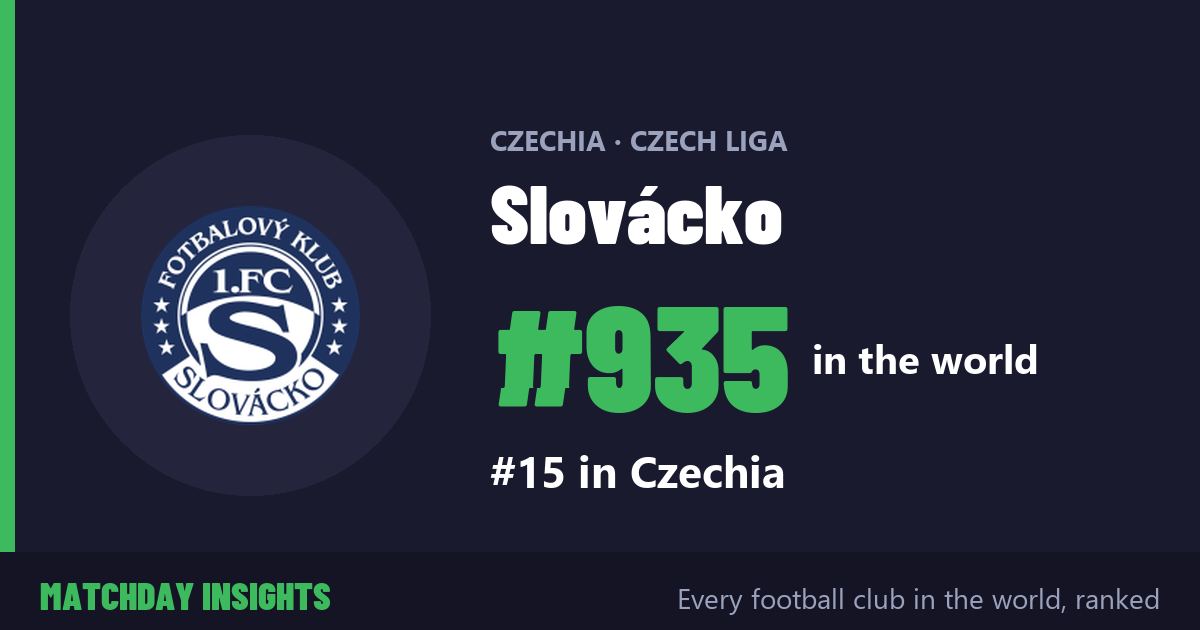 CZECHIA · CZECH LIGA
Slovácko
FOTBALOVÝ KLUB
1.FC
S
SLOVÁCKO
#935 in the world
#15 in Czechia
MATCHDAY INSIGHTS
Every football club in the world, ranked